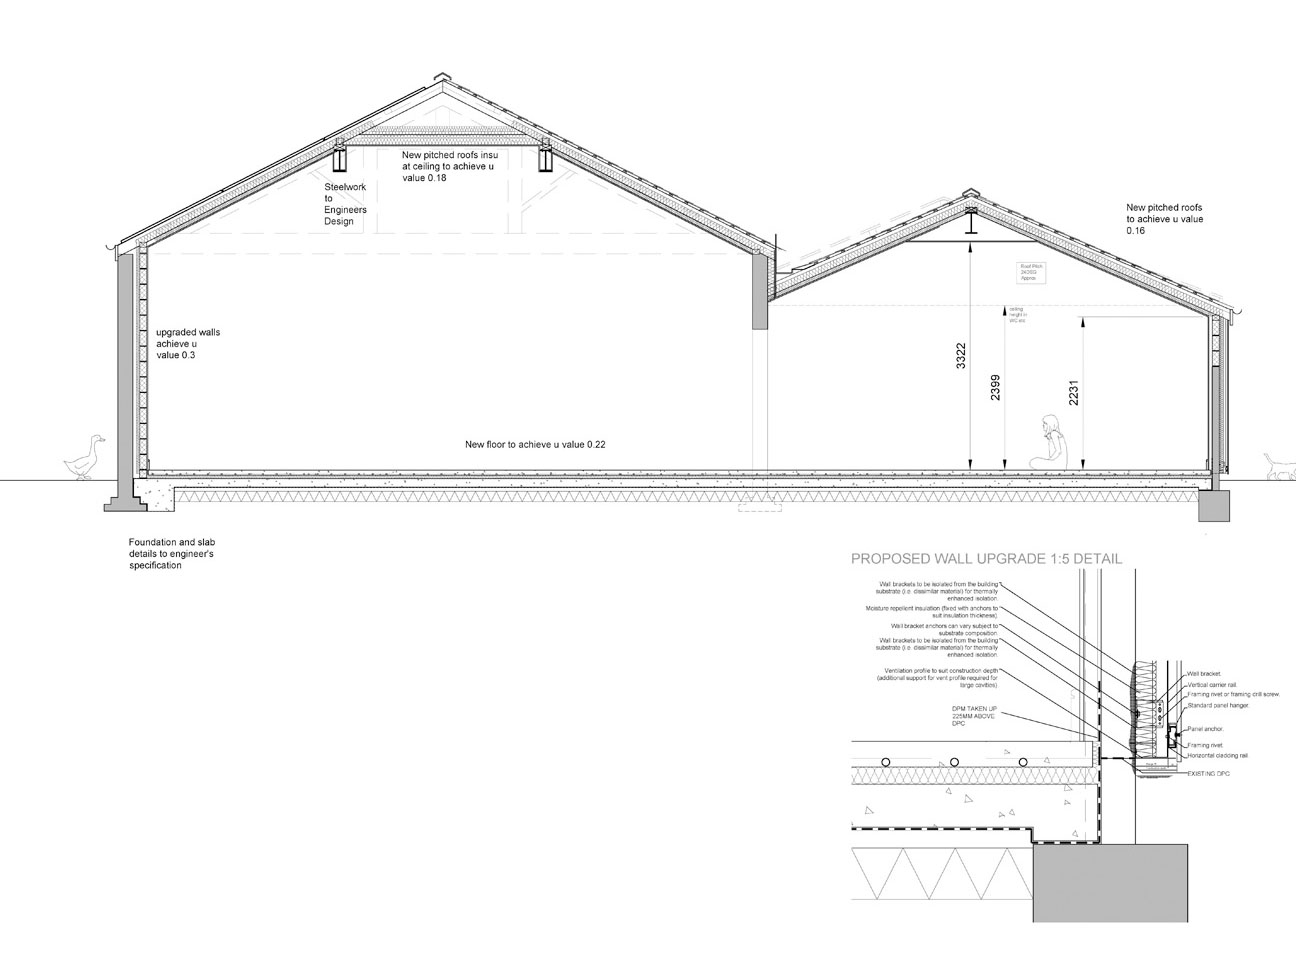 New pitched roofs insu
at ceiling to achieve u
value 0.18
Steelwork
to
Engineers
Design
New pitched roofs
to achieve u value
0.16
Roof Pitch
Approx
ceiling
height in
upgraded walls
achieve u
value 0.3
3322
2399
2231
New floor to achieve u value 0.22
Foundation and slab
details to engineer's
specification
PROPOSED WALL UPGRADE 1:5 DETAIL
Wall brackets to be isolated from the building
substrate (i.e. dissimilar material) for thermally
enhanced isolation.
Moisture repellent insulation (fixed with anchors to
suit insulation thickness).
Wall bracket anchors can vary subject to
substrate composition.
Wall brackets to be isolated from the building
substrate (i.e. dissimilar material) for thermally
enhanced isolation.
Ventilation profile to suit construction depth
(additional support for vent profile required for
large cavities)
DPM TAKEN UP
225MM ABOVE
DPC
Wall bracket.
Vertical carrier rail.
Framing rivet or framing drill screw.
Standard panel hanger.
Panel anchor.
Framing rivet.
Horizontal cladding rail.
EXISTING DPC